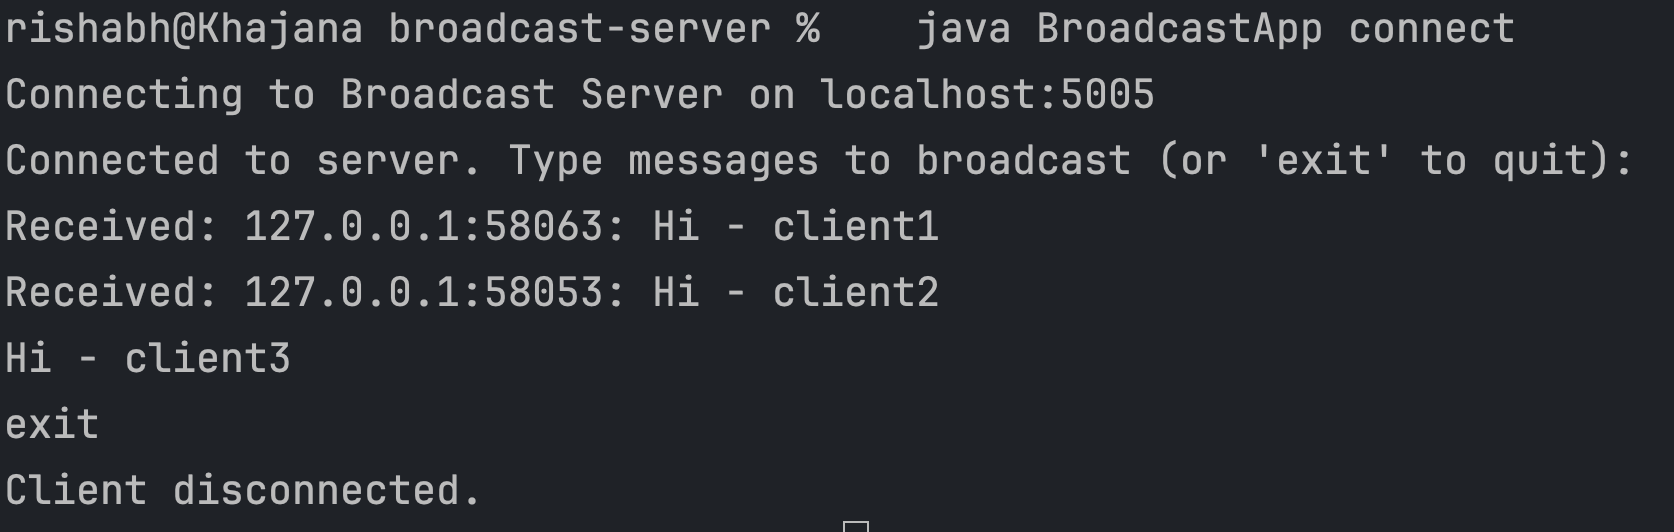 rishabh@Khajana broadcast-server %    java BroadcastApp connect
Connecting to Broadcast Server on localhost:5005
Connected to server. Type messages to broadcast (or 'exit' to quit):
Received: 127.0.0.1:58063: Hi - client1
Received: 127.0.0.1:58053: Hi - client2
Hi - client3
exit
Client disconnected.